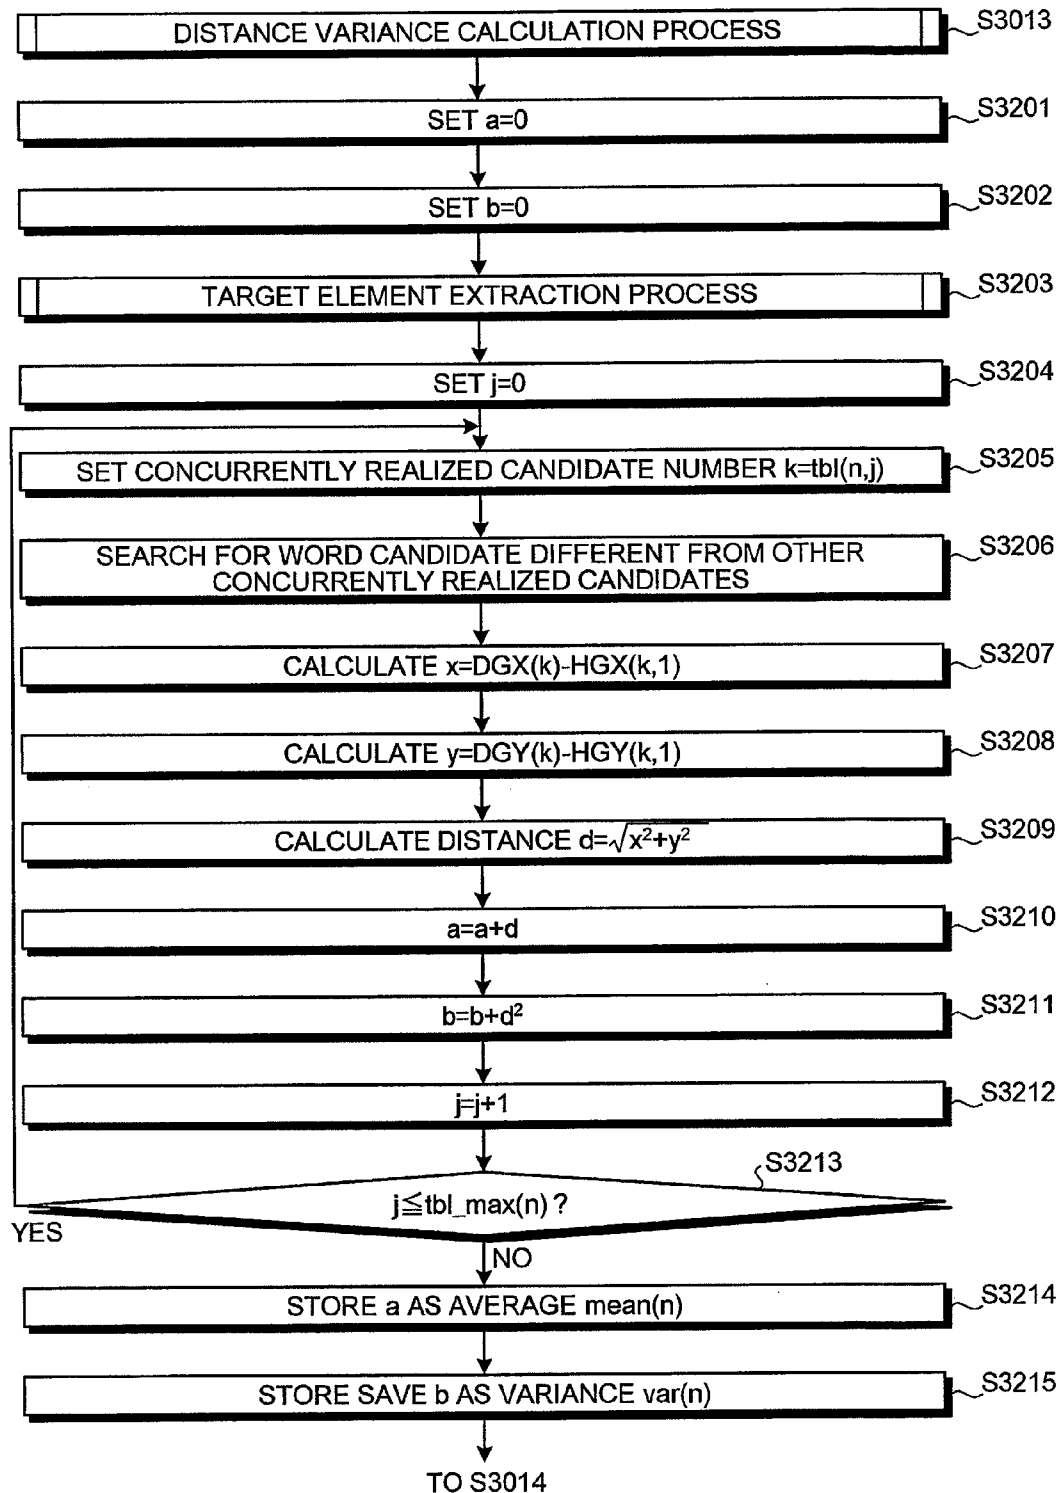 DISTANCE VARIANCE CALCULATION PROCESS
S3013
SET a=0
S3201
SET b=0
S3202
TARGET ELEMENT EXTRACTION PROCESS
S3203
SET j=0
S3204
SET CONCURRENTLY REALIZED CANDIDATE NUMBER k=tbl(n,j)
S3205
SEARCH FOR WORD CANDIDATE DIFFERENT FROM OTHER
CONCURRENTLY REALIZED CANDIDATES
S3206
CALCULATE x=DGX(k)-HGX(k,1)
S3207
CALCULATE y=DGY(k)-HGY(k,1)
S3208
CALCULATE DISTANCE d=√x²+y²
S3209
a=a+d
S3210
b=b+d²
S3211
j=j+1
S3212
S3213
j≦tbl_max(n) ?
YES
NO
STORE a AS AVERAGE mean(n)
S3214
STORE SAVE b AS VARIANCE var(n)
S3215
TO S3014